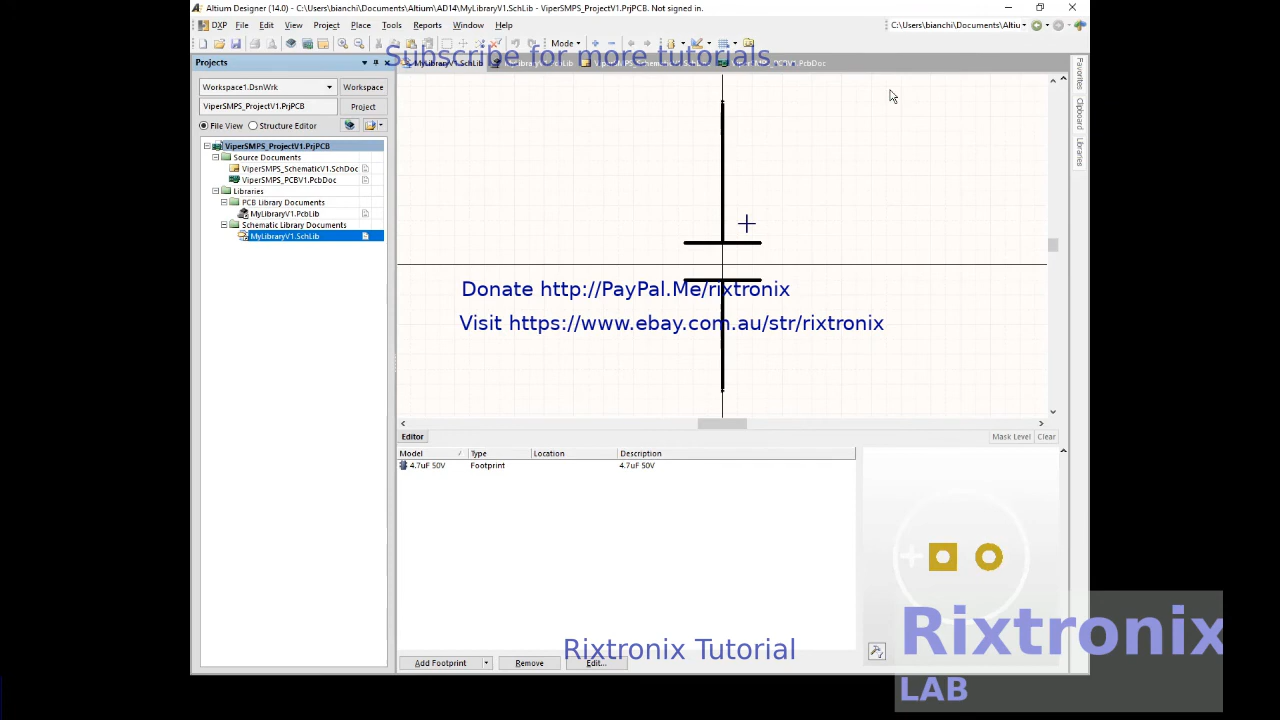 Altium Designer (14.0) - C:\Users\bianchi\Documents\Altium\AD14\MyLibraryV1.SchLib - ViperSMPS_ProjectV1.PrjPCB. Not signed in.
DXP File Edit View Project Place Tools Reports Window Help C:\Users\bianchi\Documents\Altiu
Mode
Subscribe for more tutorials...
Projects MyLibraryV1.SchLib
Workspace1.DsnWrk Workspace
ViperSMPS_ProjectV1.PrjPCB Project
File View Structure Editor
ViperSMPS_ProjectV1.PrjPCB
Source Documents
ViperSMPS_SchematicV1.SchDoc
ViperSMPS_PCBV1.PcbDoc
Libraries
PCB Library Documents
MyLibraryV1.PcbLib
Schematic Library Documents
MyLibraryV1.SchLib
Favorites
Clipboard
Libraries
Donate http://PayPal.Me/rixtronix
Visit https://www.ebay.com.au/str/rixtronix
Editor Mask Level Clear
Model / Type Location Description
4.7uF 50V Footprint 4.7uF 50V
Rixtronix Tutorial
Add Footprint Remove Edit...
Rixtronix
LAB